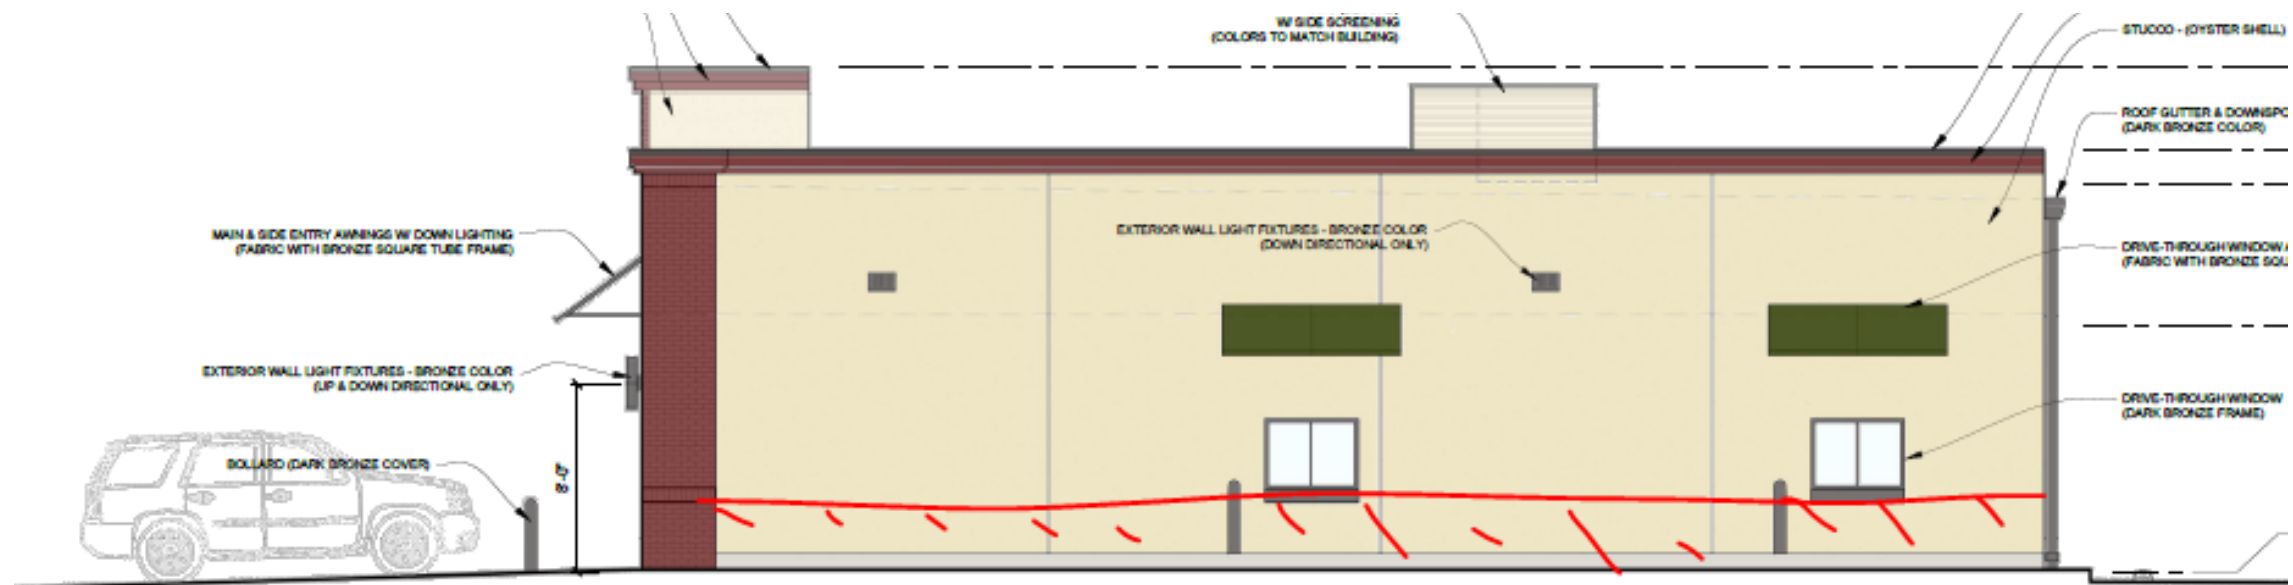 W/ SIDE SCREENING
(COLORS TO MATCH BUILDING)
STUCCO - (OYSTER SHELL)
ROOF GUTTER & DOWNSPO
(DARK BRONZE COLOR)
MAIN & SIDE ENTRY AWNINGS W/ DOWN LIGHTING
(FABRIC WITH BRONZE SQUARE TUBE FRAME)
EXTERIOR WALL LIGHT FIXTURES - BRONZE COLOR
(DOWN DIRECTIONAL ONLY)
DRIVE-THROUGH WINDOW A
(FABRIC WITH BRONZE SQU
EXTERIOR WALL LIGHT FIXTURES - BRONZE COLOR
(UP & DOWN DIRECTIONAL ONLY)
DRIVE-THROUGH WINDOW
(DARK BRONZE FRAME)
BOLLARD (DARK BRONZE COVER)
8'-0"